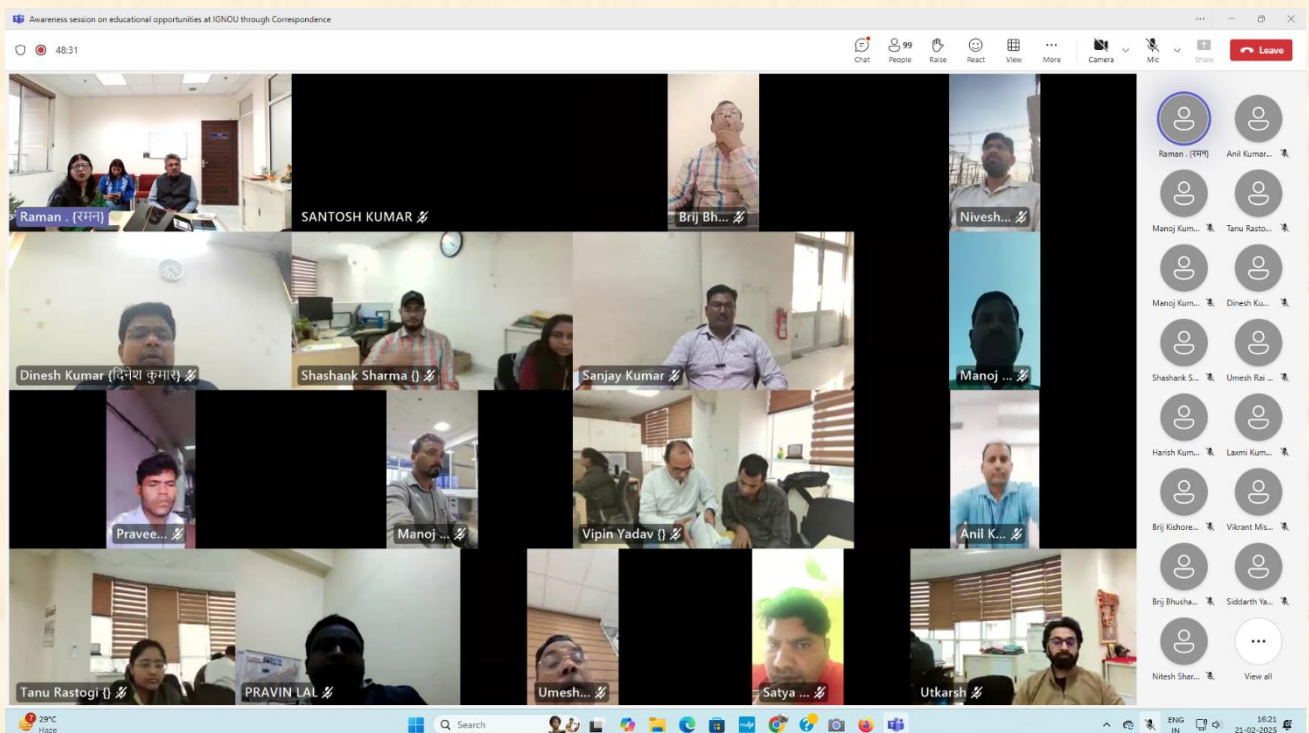 Awareness session on educational opportunities at IGNOU through Correspondence
48:31
Chat
99
People
Raise
React
View
More
Camera
Mic
Share
Leave
Raman . {रमन}
SANTOSH KUMAR
Brij Bh...
Nivesh...
Dinesh Kumar {दिनेश कुमार}
Shashank Sharma {}
Sanjay Kumar
Manoj ...
Pravee...
Manoj ...
Vipin Yadav {}
Anil K...
Tanu Rastogi {}
PRAVIN LAL
Umesh...
Satya ...
Utkarsh
Raman . {रमन}
Anil Kumar...
Manoj Kum...
Tanu Rasto...
Manoj Kum...
Dinesh Ku...
Shashank S...
Umesh Rai ...
Harish Kum...
Laxmi Kum...
Brij Kishore...
Vikrant Mis...
Brij Bhusha...
Siddarth Ya...
Nitesh Shar...
View all
29°C
Haze
Search
ENG
IN
16:21
21-02-2025